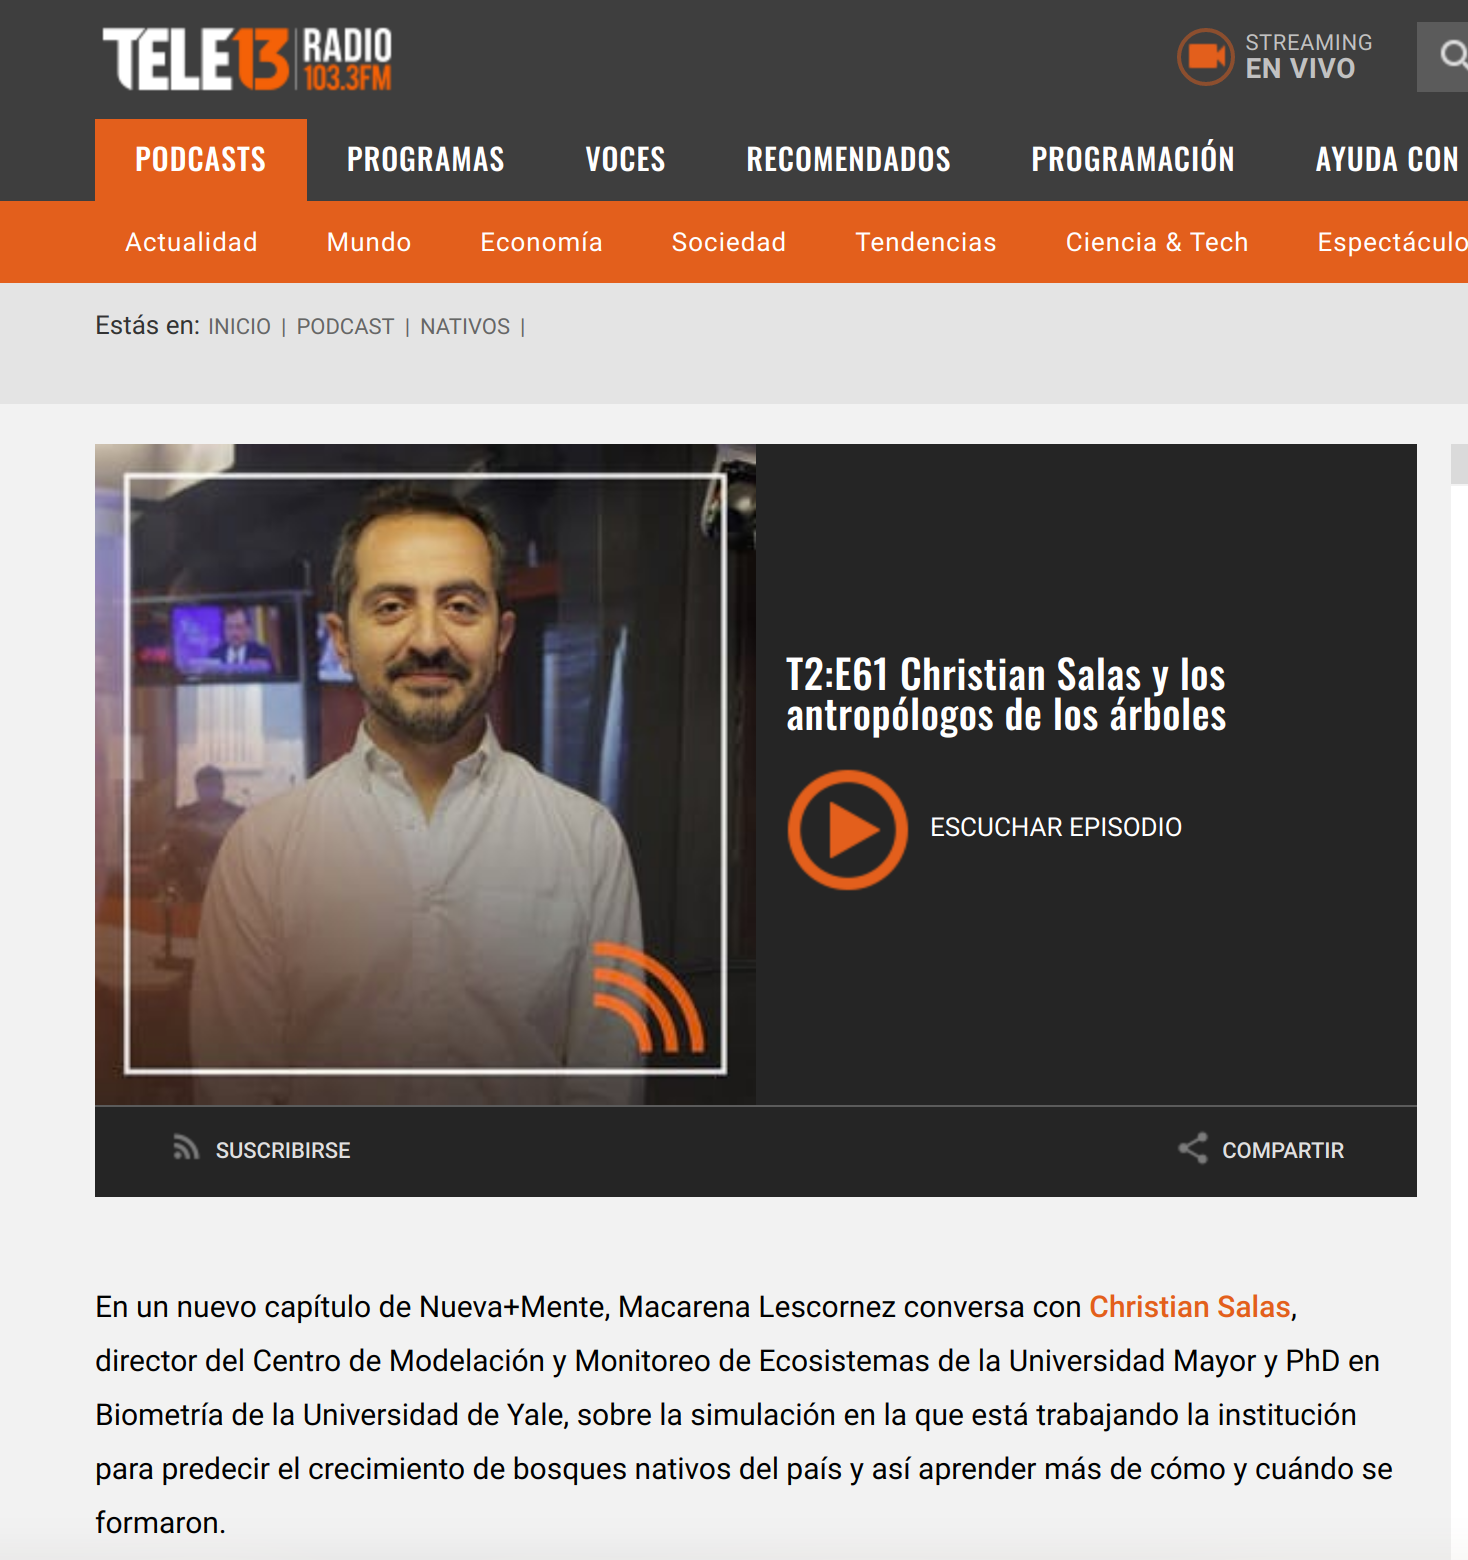 TELE13 RADIO 103.3FM
STREAMING
EN VIVO
PODCASTS PROGRAMAS VOCES RECOMENDADOS PROGRAMACIÓN AYUDA CON
Actualidad Mundo Economía Sociedad Tendencias Ciencia & Tech Espectáculo
Estás en: INICIO | PODCAST | NATIVOS |
T2:E61 Christian Salas y los
antropólogos de los árboles
ESCUCHAR EPISODIO
SUSCRIBIRSE COMPARTIR
En un nuevo capítulo de Nueva+Mente, Macarena Lescornez conversa con Christian Salas,
director del Centro de Modelación y Monitoreo de Ecosistemas de la Universidad Mayor y PhD en
Biometría de la Universidad de Yale, sobre la simulación en la que está trabajando la institución
para predecir el crecimiento de bosques nativos del país y así aprender más de cómo y cuándo se
formaron.